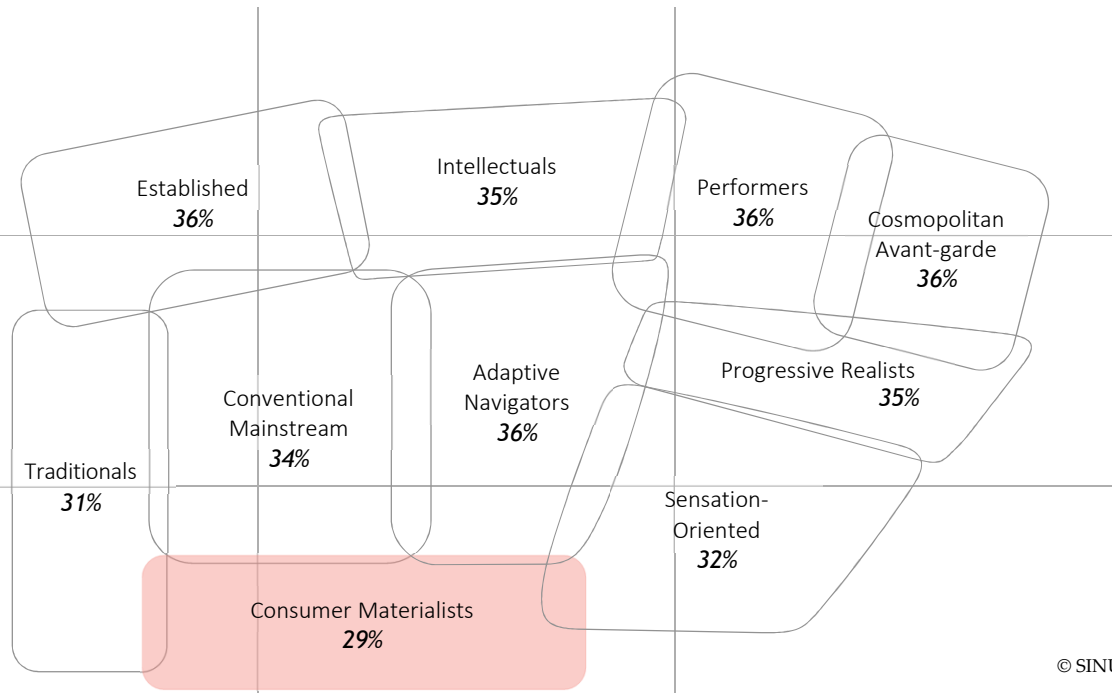 Established
36%
Intellectuals
35%
Performers
36%
Cosmopolitan
Avant-garde
36%
Traditionals
31%
Conventional
Mainstream
34%
Adaptive
Navigators
36%
Progressive Realists
35%
Sensation-
Oriented
32%
Consumer Materialists
29%
© SINU